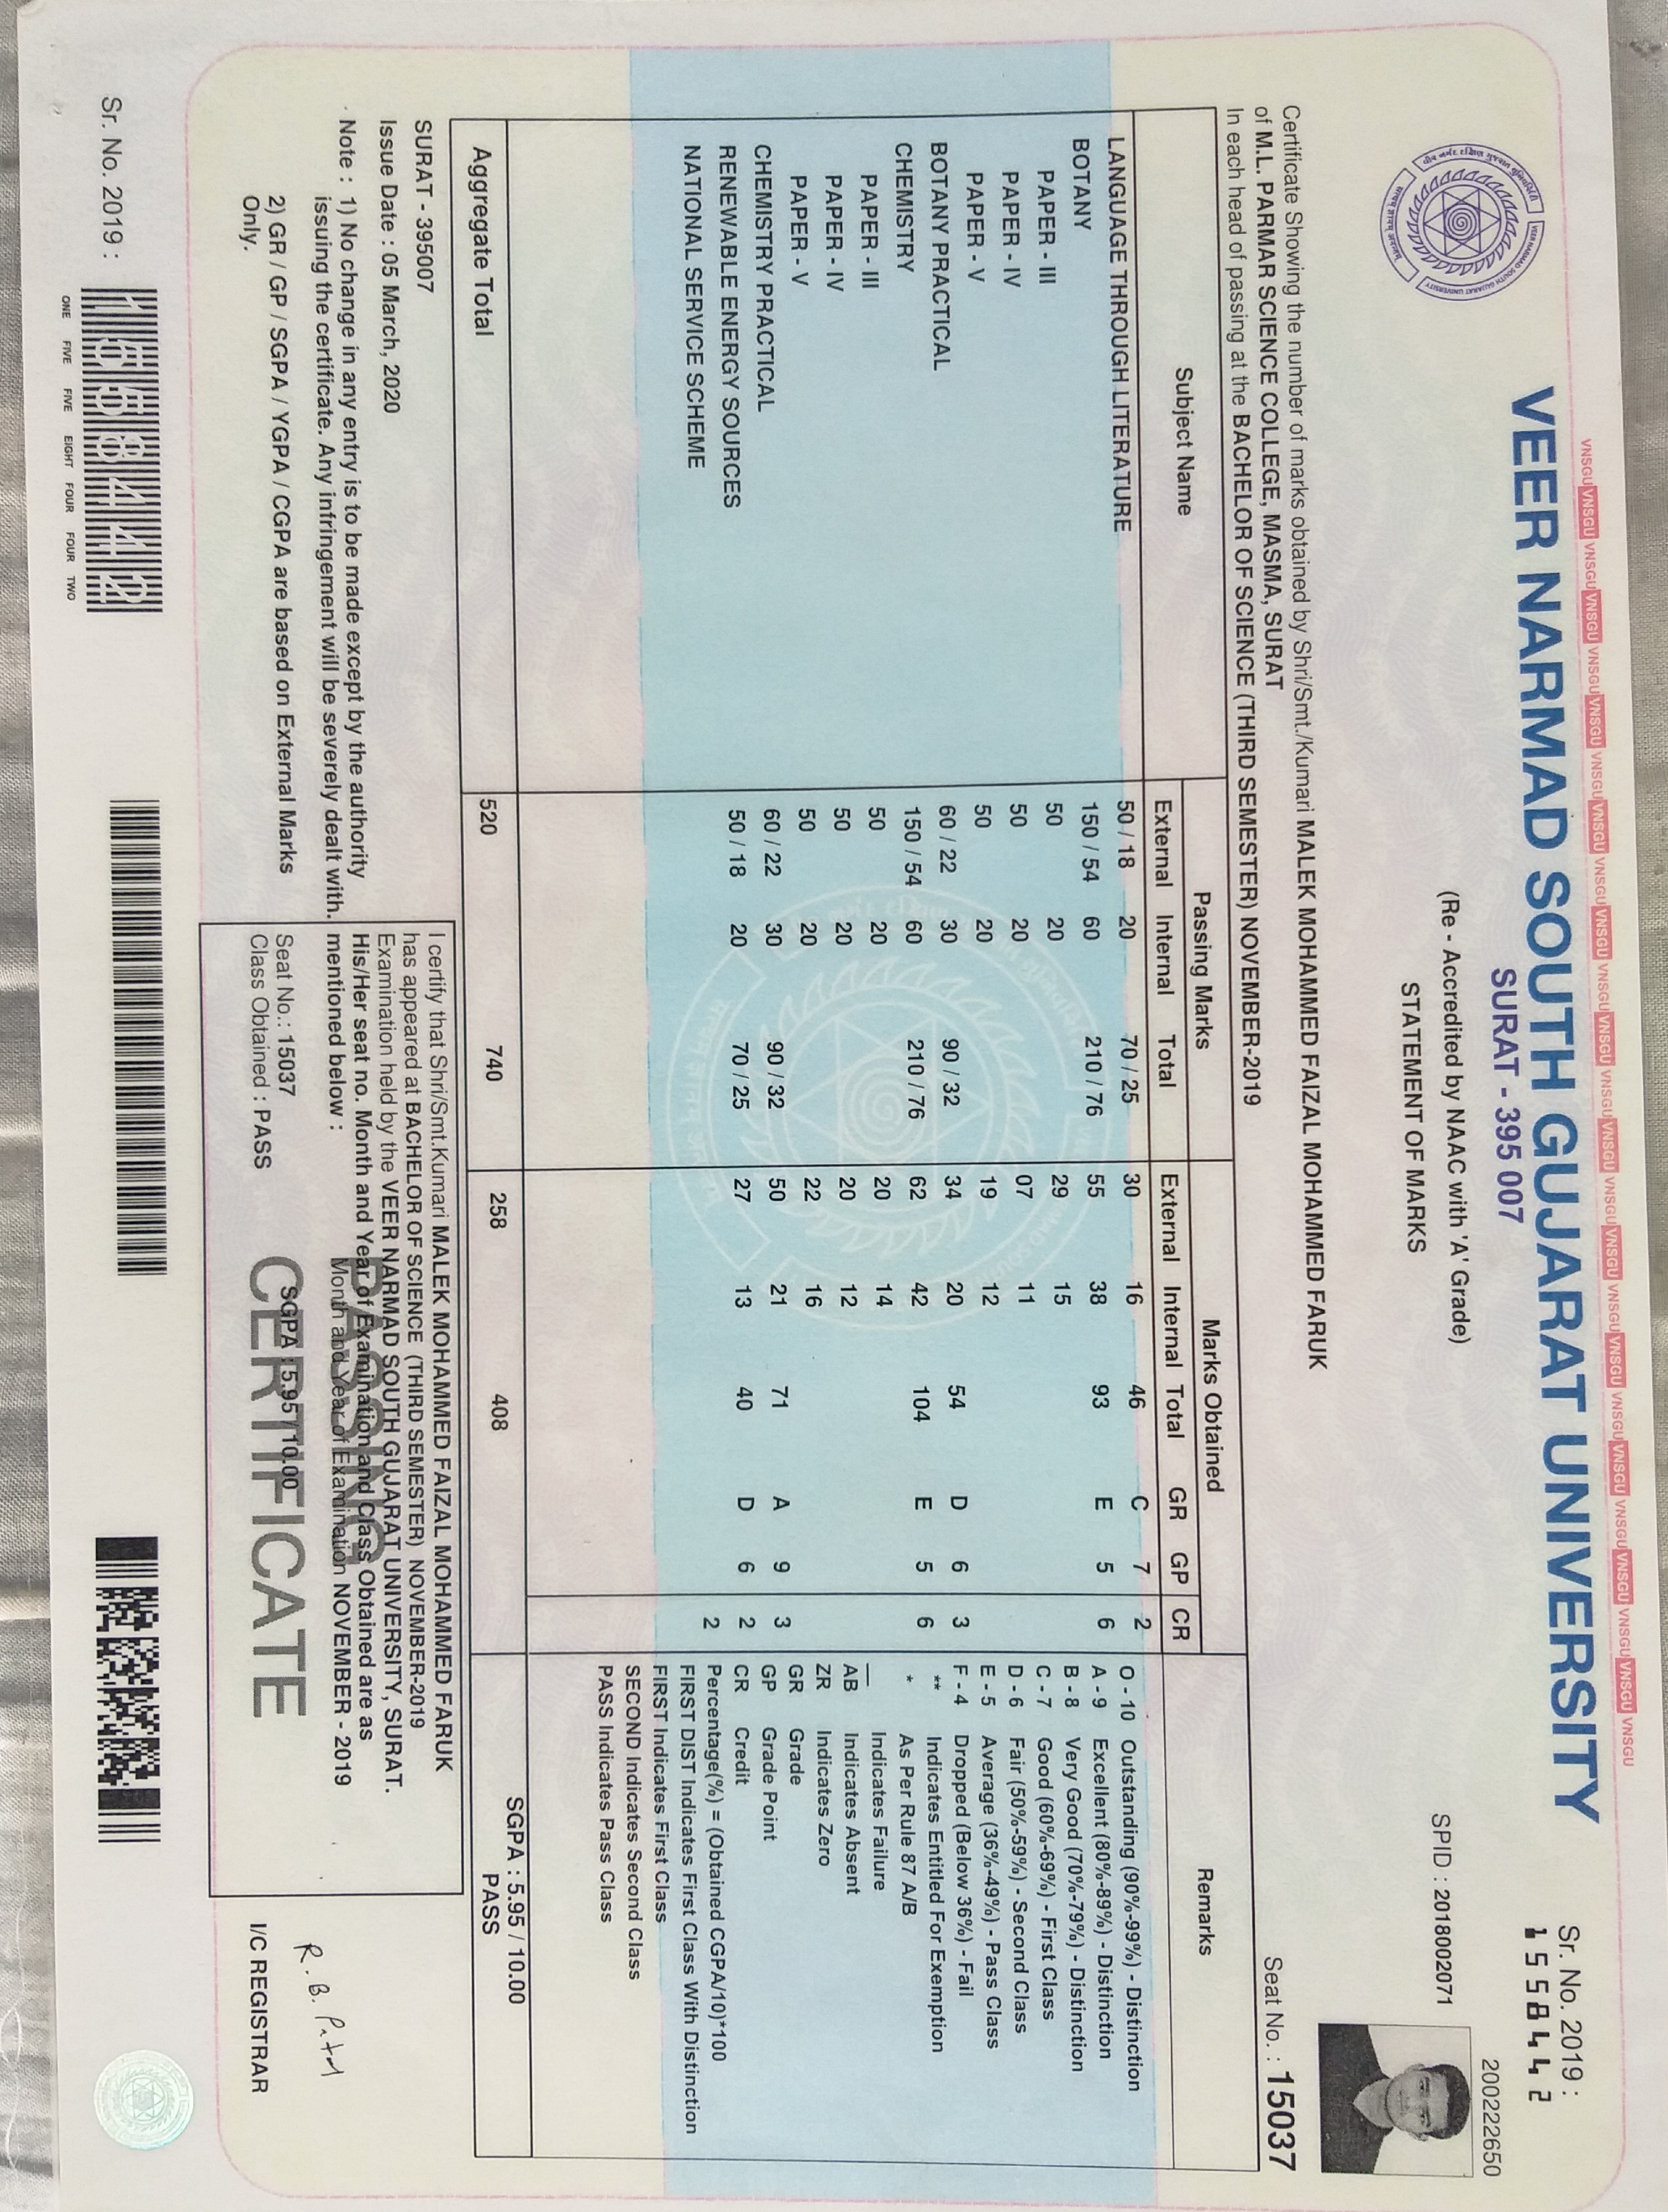 VNSGU VNSGU VNSGU VNSGU VNSGU VNSGU VNSGU VNSGU VNSGU VNSGU VNSGU VNSGU VNSGU VNSGU VNSGU VNSGU VNSGU VNSGU VNSGU VNSGU VNSGU VNSGU VNSGU VNSGU VNSGU
VEER NARMAD SOUTH GUJARAT UNIVERSITY
SURAT - 395 007
(Re - Accredited by NAAC with 'A' Grade)
STATEMENT OF MARKS
Sr. No. 2019 :
1558442
200222650
SPID : 2018002071
Certificate Showing the number of marks obtained by Shri/Smt./Kumari MALEK MOHAMMED FAIZAL MOHAMMED FARUK
of M.L. PARMAR SCIENCE COLLEGE, MASMA, SURAT
In each head of passing at the BACHELOR OF SCIENCE (THIRD SEMESTER) NOVEMBER-2019
Seat No. : 15037
Subject Name Passing Marks Marks Obtained CR Remarks
External Internal Total External Internal Total GR GP
LANGUAGE THROUGH LITERATURE 50 / 18 20 70 / 25 30 16 46 C 7 2
BOTANY 150 / 54 60 210 / 76 55 38 93 E 5 6
PAPER - III 50 20 29 15
PAPER - IV 50 20 07 11
PAPER - V 50 20 19 12
BOTANY PRACTICAL 60 / 22 30 90 / 32 34 20 54 D 6 3
CHEMISTRY 150 / 54 60 210 / 76 62 42 104 E 5 6
PAPER - III 50 20 20 14
PAPER - IV 50 20 20 12
PAPER - V 50 20 22 16
CHEMISTRY PRACTICAL 60 / 22 30 90 / 32 50 21 71 A 9 3
RENEWABLE ENERGY SOURCES 50 / 18 20 70 / 25 27 13 40 D 6 2
NATIONAL SERVICE SCHEME 2
O - 10 Outstanding (90%-99%) - Distinction
A - 9 Excellent (80%-89%) - Distinction
B - 8 Very Good (70%-79%) - Distinction
C - 7 Good (60%-69%) - First Class
D - 6 Fair (50%-59%) - Second Class
E - 5 Average (36%-49%) - Pass Class
F - 4 Dropped (Below 36%) - Fail
** Indicates Entitled For Exemption
* As Per Rule 87 A/B
— Indicates Failure
AB Indicates Absent
ZR Indicates Zero
GR Grade
GP Grade Point
CR Credit
Percentage(%) = (Obtained CGPA/10)*100
FIRST DIST Indicates First Class With Distinction
FIRST Indicates First Class
SECOND Indicates Second Class
PASS Indicates Pass Class
Aggregate Total 520 740 258 408 SGPA : 5.95 / 10.00
PASS
SURAT - 395007
Issue Date : 05 March, 2020
Note : 1) No change in any entry is to be made except by the authority
issuing the certificate. Any infringement will be severely dealt with.
2) GR / GP / SGPA / YGPA / CGPA are based on External Marks
Only.
I certify that Shri/Smt.Kumari MALEK MOHAMMED FAIZAL MOHAMMED FARUK
has appeared at BACHELOR OF SCIENCE (THIRD SEMESTER) NOVEMBER-2019
Examination held by the VEER NARMAD SOUTH GUJARAT UNIVERSITY, SURAT.
His/Her seat no. Month and Year of Examination and Class Obtained are as
mentioned below :
Month and Year of Examination NOVEMBER - 2019
PASSING
CERTIFICATE
Seat No.: 15037
SGPA : 5.95 / 10.00
Class Obtained : PASS
R. B. Patel
I/C REGISTRAR
Sr. No. 2019 :
1558442
ONE FIVE FIVE EIGHT FOUR FOUR TWO